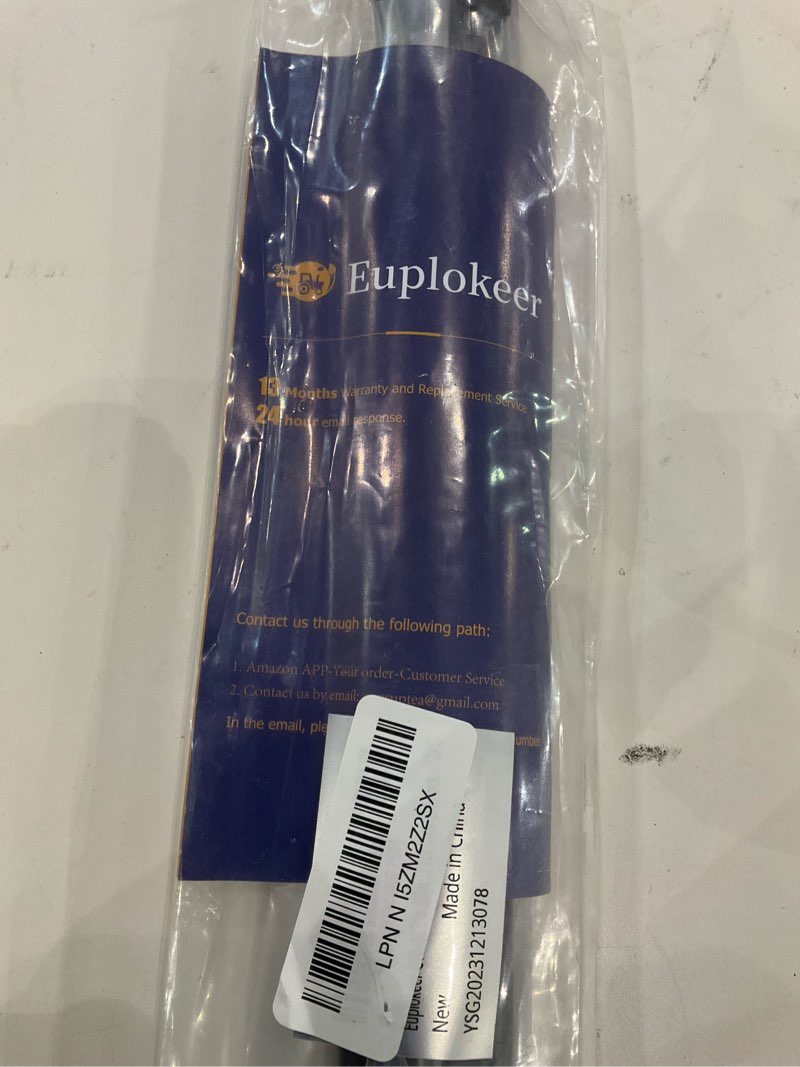 Euplokeer
13 Months Warranty and Replacement Service
24 hour email response.
Contact us through the following path:
1. Amazon APP-Your order-Customer Service
2. Contact us by email: @gmail.com
In the email,
LPN N I5ZM2Z2SX
Euplokeer
New Made in China
YSG20231213078